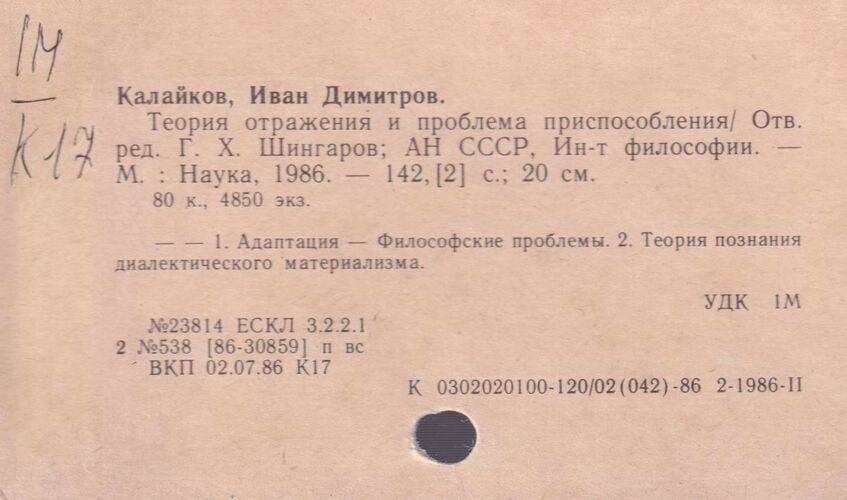 1М
К17
Калайков, Иван Димитров.
Теория отражения и проблема приспособления/ Отв.
ред. Г. Х. Шингаров; АН СССР, Ин-т философии. —
М. : Наука, 1986. — 142,[2] с.; 20 см.
80 к., 4850 экз.
— — 1. Адаптация — Философские проблемы. 2. Теория познания
диалектического материализма.
УДК 1М
№23814 ЕСКЛ 3.2.2.1
2 №538 [86-30859] п вс
ВКП 02.07.86 К17
К 0302020100-120/02(042)-86 2-1986-II